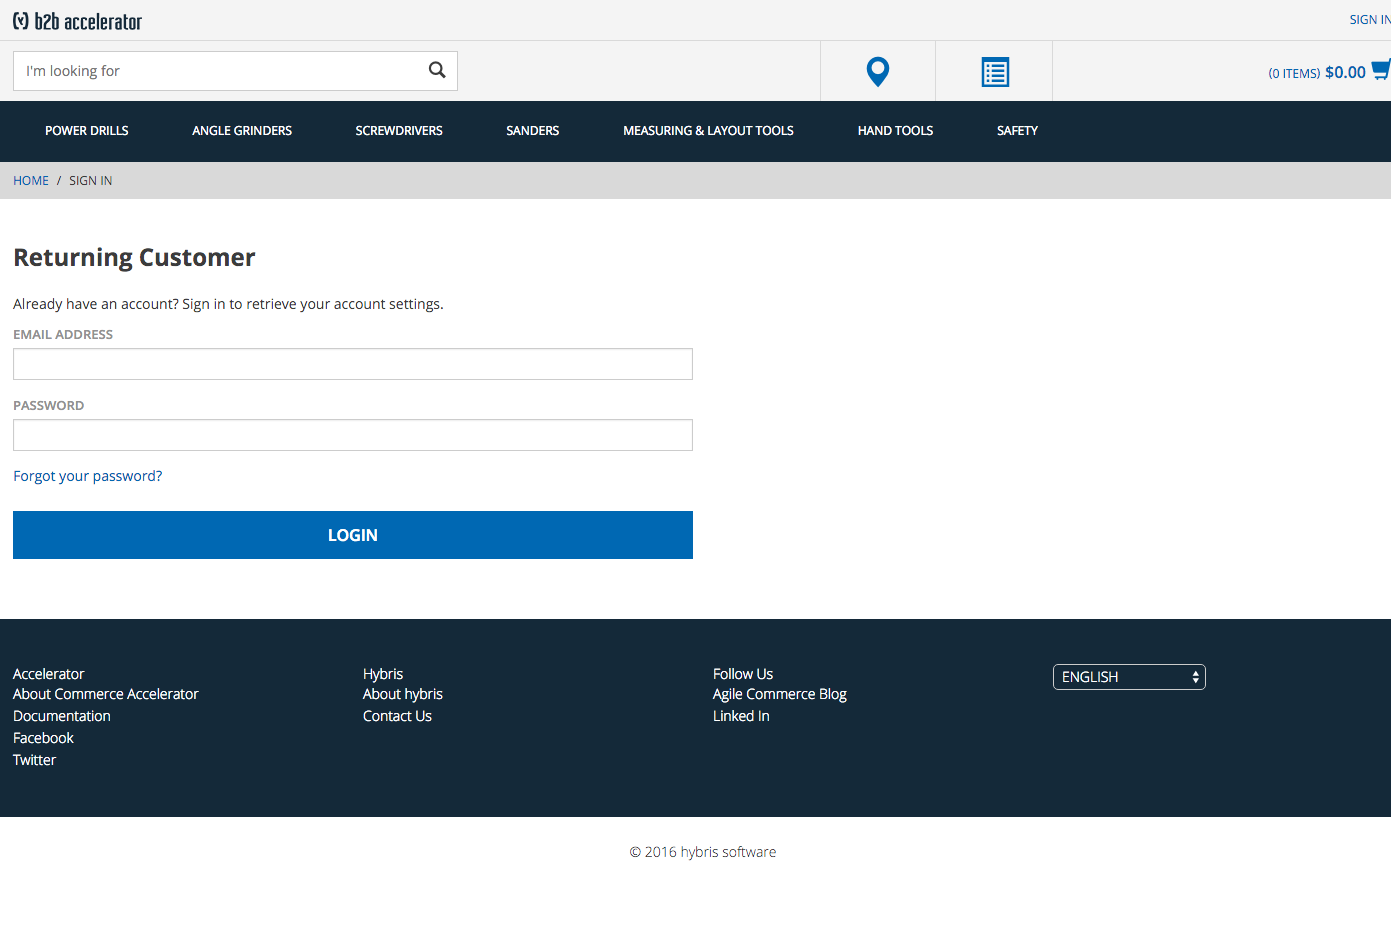 b2b accelerator
SIGN IN
I'm looking for
(0 ITEMS) $0.00
POWER DRILLS ANGLE GRINDERS SCREWDRIVERS SANDERS MEASURING & LAYOUT TOOLS HAND TOOLS SAFETY
HOME / SIGN IN
Returning Customer
Already have an account? Sign in to retrieve your account settings.
EMAIL ADDRESS
PASSWORD
Forgot your password?
LOGIN
Accelerator
About Commerce Accelerator
Documentation
Facebook
Twitter
Hybris
About hybris
Contact Us
Follow Us
Agile Commerce Blog
Linked In
ENGLISH
© 2016 hybris software